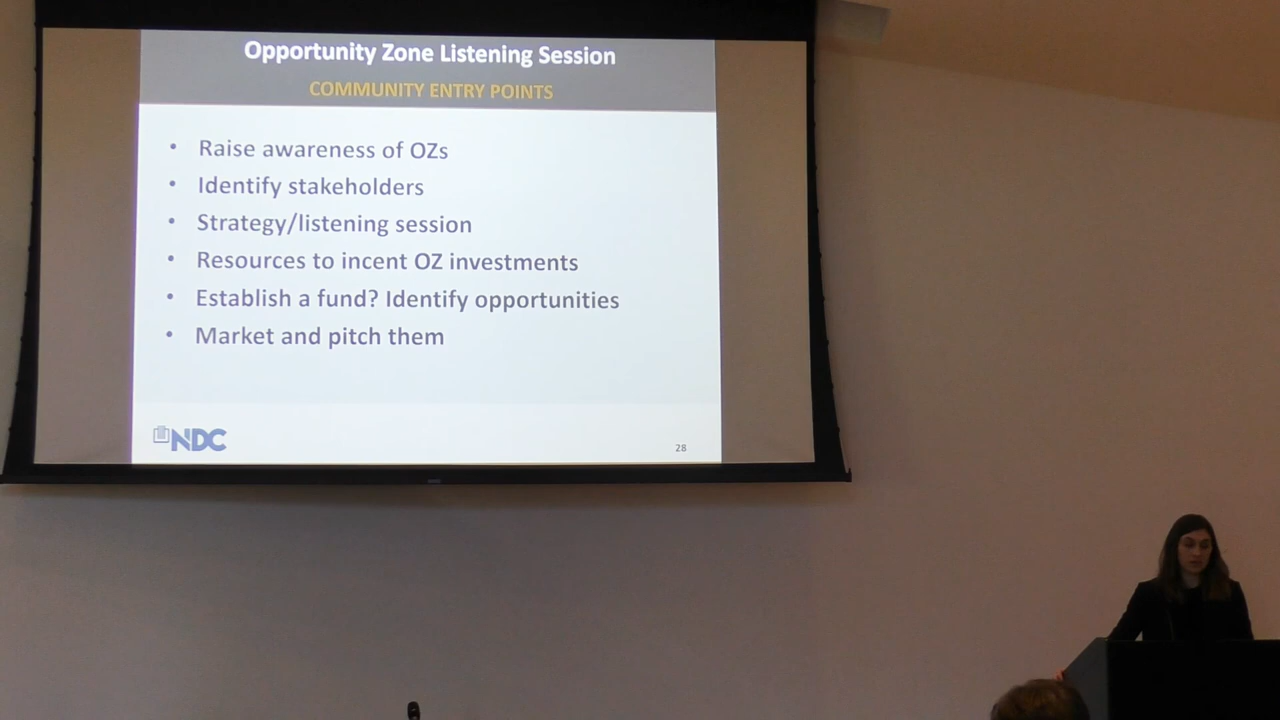 Opportunity Zone Listening Session
COMMUNITY ENTRY POINTS
• Raise awareness of OZs
• Identify stakeholders
• Strategy/listening session
• Resources to incent OZ investments
• Establish a fund? Identify opportunities
• Market and pitch them
NDC
28